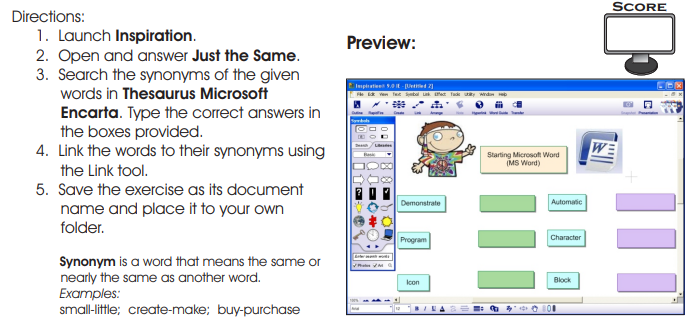 Directions:
1. Launch Inspiration.
2. Open and answer Just the Same.
3. Search the synonyms of the given
words in Thesaurus Microsoft
Encarta. Type the correct answers in
the boxes provided.
4. Link the words to their synonyms using
the Link tool.
5. Save the exercise as its document
name and place it to your own
folder.
Synonym is a word that means the same or
nearly the same as another word.
Examples:
small-little; create-make; buy-purchase
Preview:
SCORE
Inspiration 9.0 IE - [Untitled 2]
File Edit View Text Symbol Link Effect Tools Utility Window Help
Outline RapidFire Create Link Arrange Hyperlink Word Guide Transfer Presentation
Symbols
Search Libraries
Basic
Enter search words
Photos Art
Starting Microsoft Word
(MS Word)
W
Demonstrate Automatic
Program Character
Icon Block
100%
Arial 12 B I U A